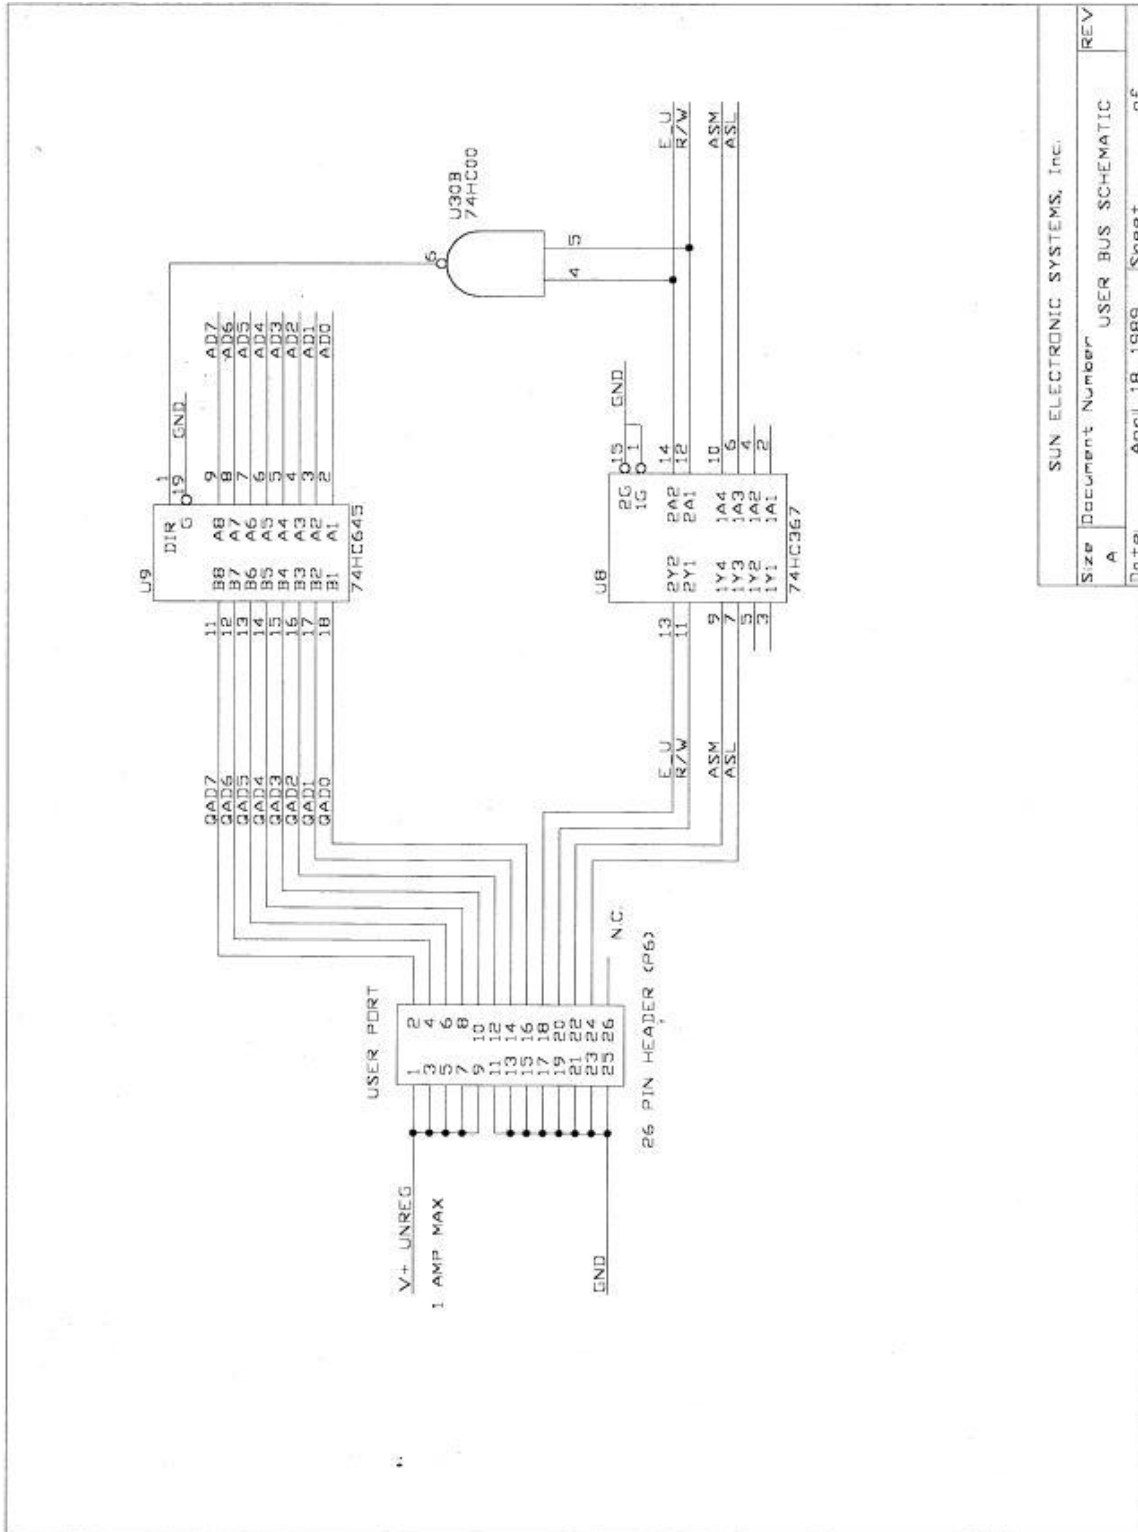 USER PORT
V+ UNREG
1 AMP MAX
GND
1 2
3 4
5 6
7 8
9 10
11 12
13 14
15 16
17 18
19 20
21 22
23 24
25 26
N.C.
26 PIN HEADER (P6)
QAD7
QAD6
QAD5
QAD4
QAD3
QAD2
QAD1
QAD0
U9
DIR 1
G 19 GND
11 B8 A8 9 AD7
12 B7 A7 8 AD6
13 B6 A6 7 AD5
14 B5 A5 6 AD4
15 B4 A4 5 AD3
16 B3 A3 4 AD2
17 B2 A2 3 AD1
18 B1 A1 2 AD0
74HC645
6
U30B
74HC00
4 5
E_U
R/W
ASM
ASL
U8
2G 15 GND
1G 1
13 2Y2 2A2 14 E_U
11 2Y1 2A1 12 R/W
9 1Y4 1A4 10 ASM
7 1Y3 1A3 6 ASL
5 1Y2 1A2 4
3 1Y1 1A1 2
74HC367
SUN ELECTRONIC SYSTEMS, Inc.
Size Document Number REV
A USER BUS SCHEMATIC
Date: April 18, 1989 Sheet of